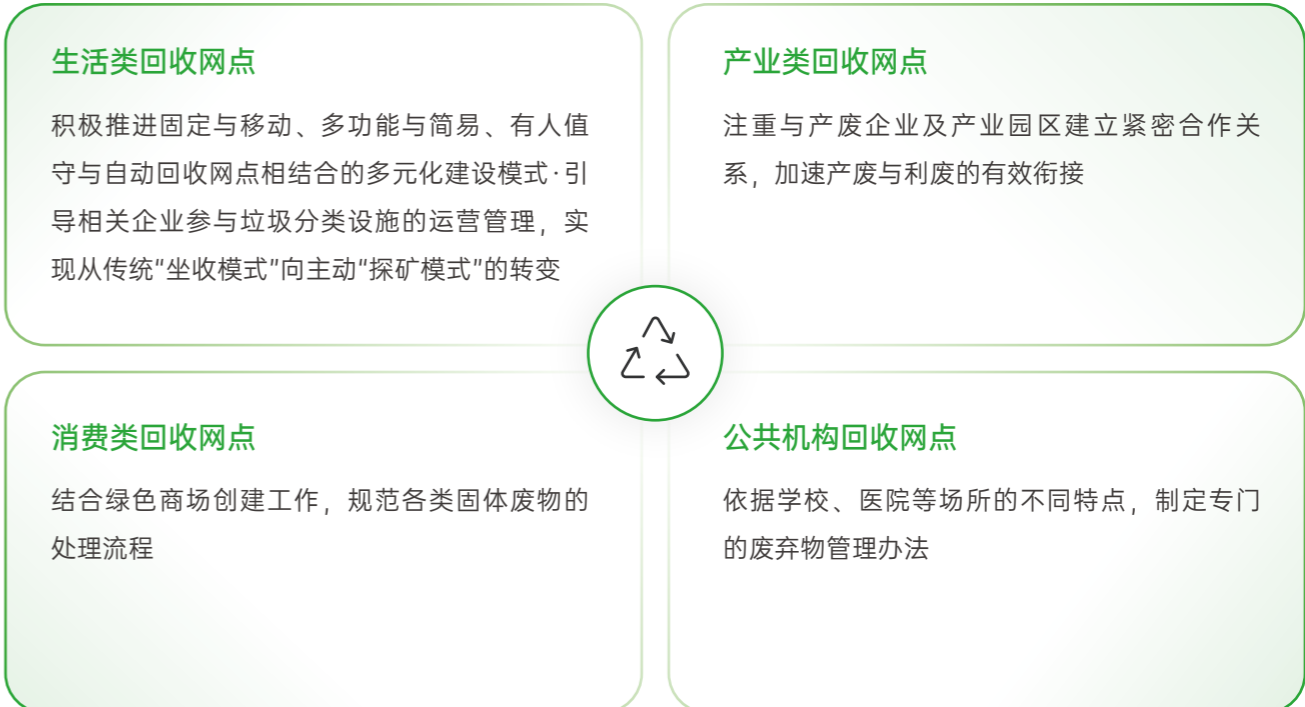 生活类回收网点
积极推进固定与移动、多功能与简易、有人值
守与自动回收网点相结合的多元化建设模式·引
导相关企业参与垃圾分类设施的运营管理，实
现从传统“坐收模式”向主动“探矿模式”的转变
产业类回收网点
注重与产废企业及产业园区建立紧密合作关
系，加速产废与利废的有效衔接
消费类回收网点
结合绿色商场创建工作，规范各类固体废物的
处理流程
公共机构回收网点
依据学校、医院等场所的不同特点，制定专门
的废弃物管理办法